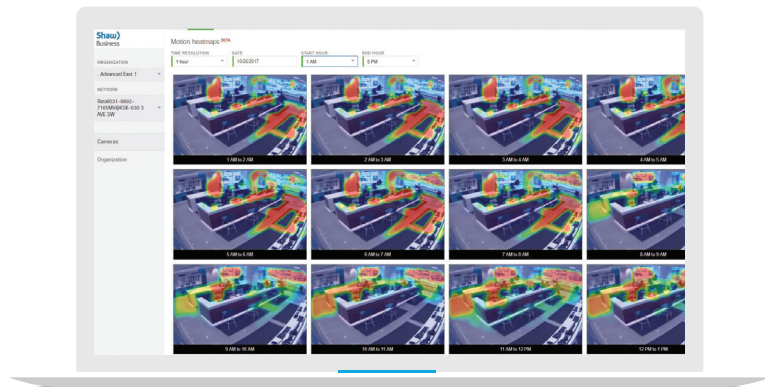 Shaw)
Business
Motion heatmaps BETA
TIME RESOLUTION DATE START HOUR END HOUR
1 hour 10/20/2017 1 AM 6 PM
ORGANIZATION
Advanced East 1
NETWORK
AVE SW
Cameras
Organization
1 AM to 2 AM 2 AM to 3 AM 3 AM to 4 AM 4 AM to 5 AM
5 AM to 6 AM 6 AM to 7 AM 7 AM to 8 AM 8 AM to 9 AM
9 AM to 10 AM 10 AM to 11 AM 11 AM to 12 PM 12 PM to 1 PM